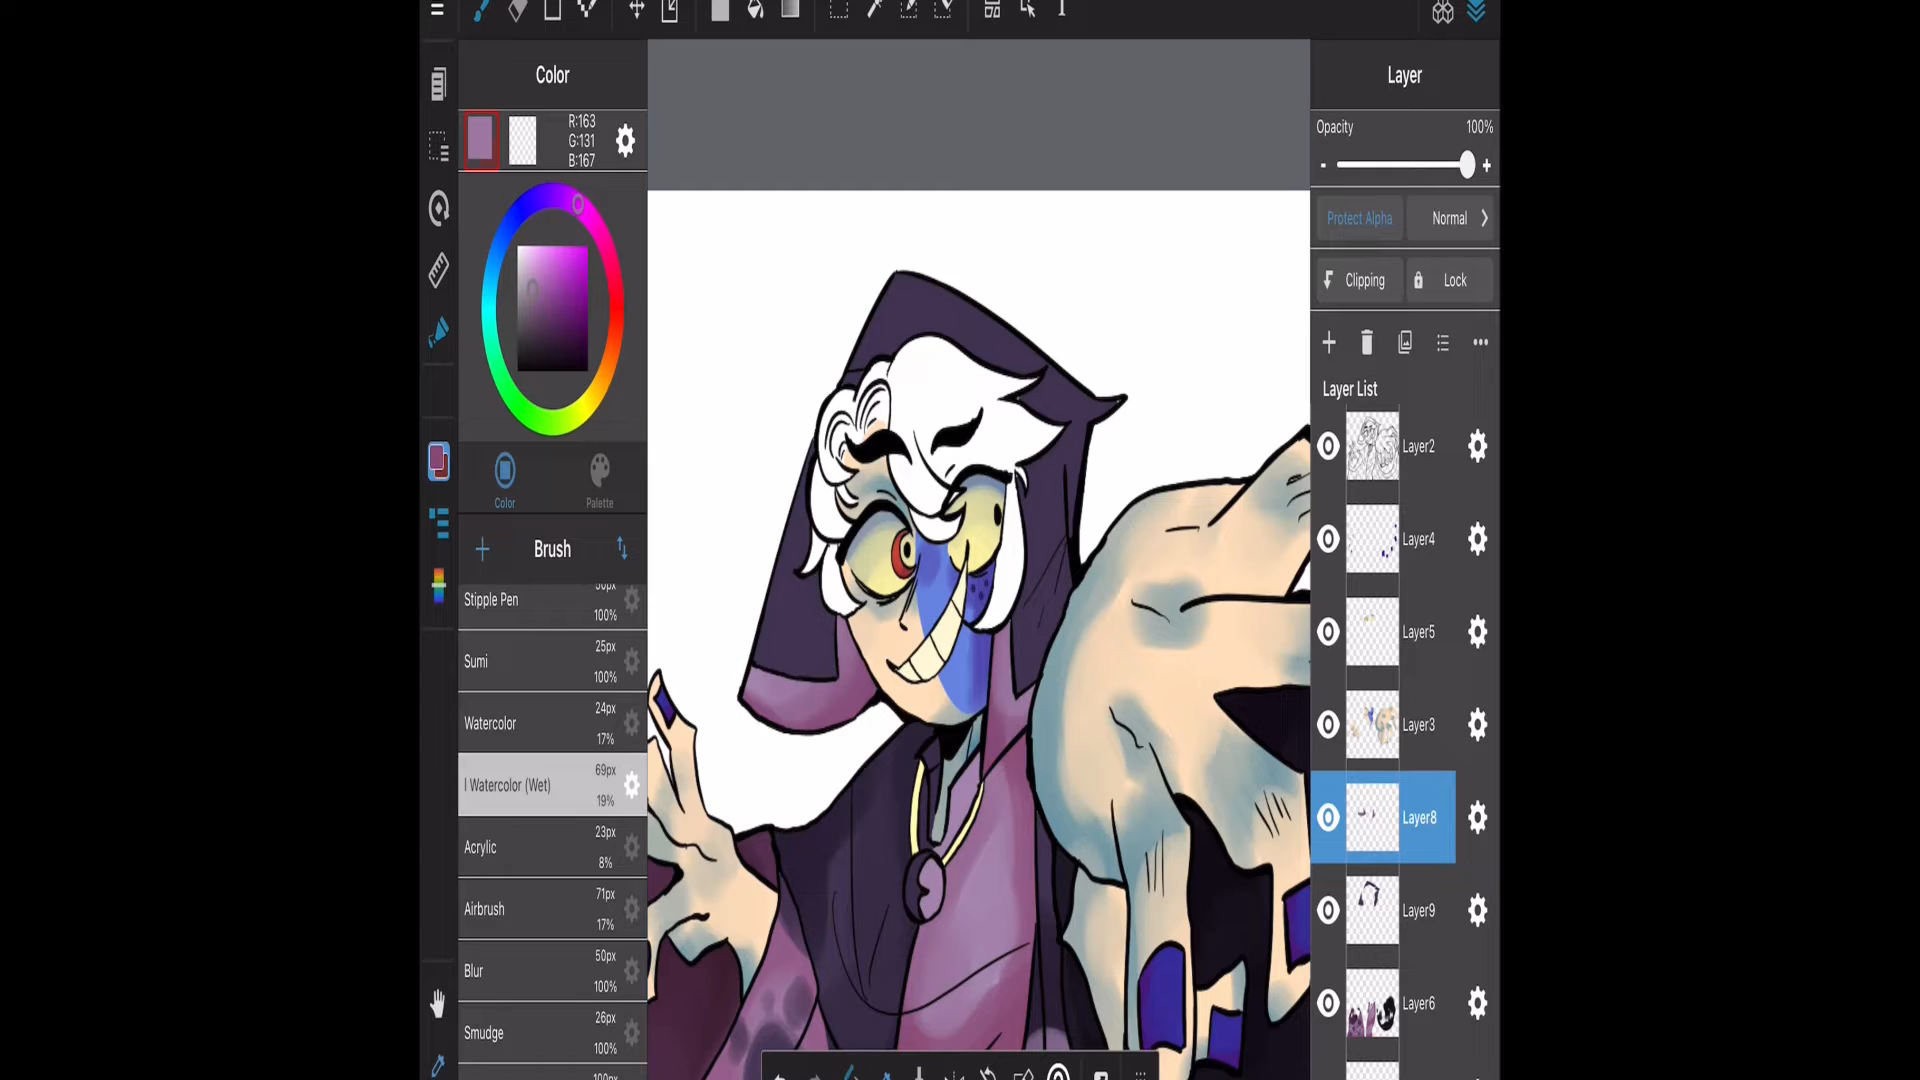 Color
R:163
G:131
B:167
Color
Palette
Brush
Stipple Pen
100%
Sumi
25px
100%
Watercolor
24px
17%
l Watercolor (Wet)
69px
19%
Acrylic
23px
8%
Airbrush
71px
17%
Blur
50px
100%
Smudge
26px
100%
Layer
Opacity
100%
Protect Alpha
Normal
Clipping
Lock
Layer List
Layer2
Layer4
Layer5
Layer3
Layer8
Layer9
Layer6